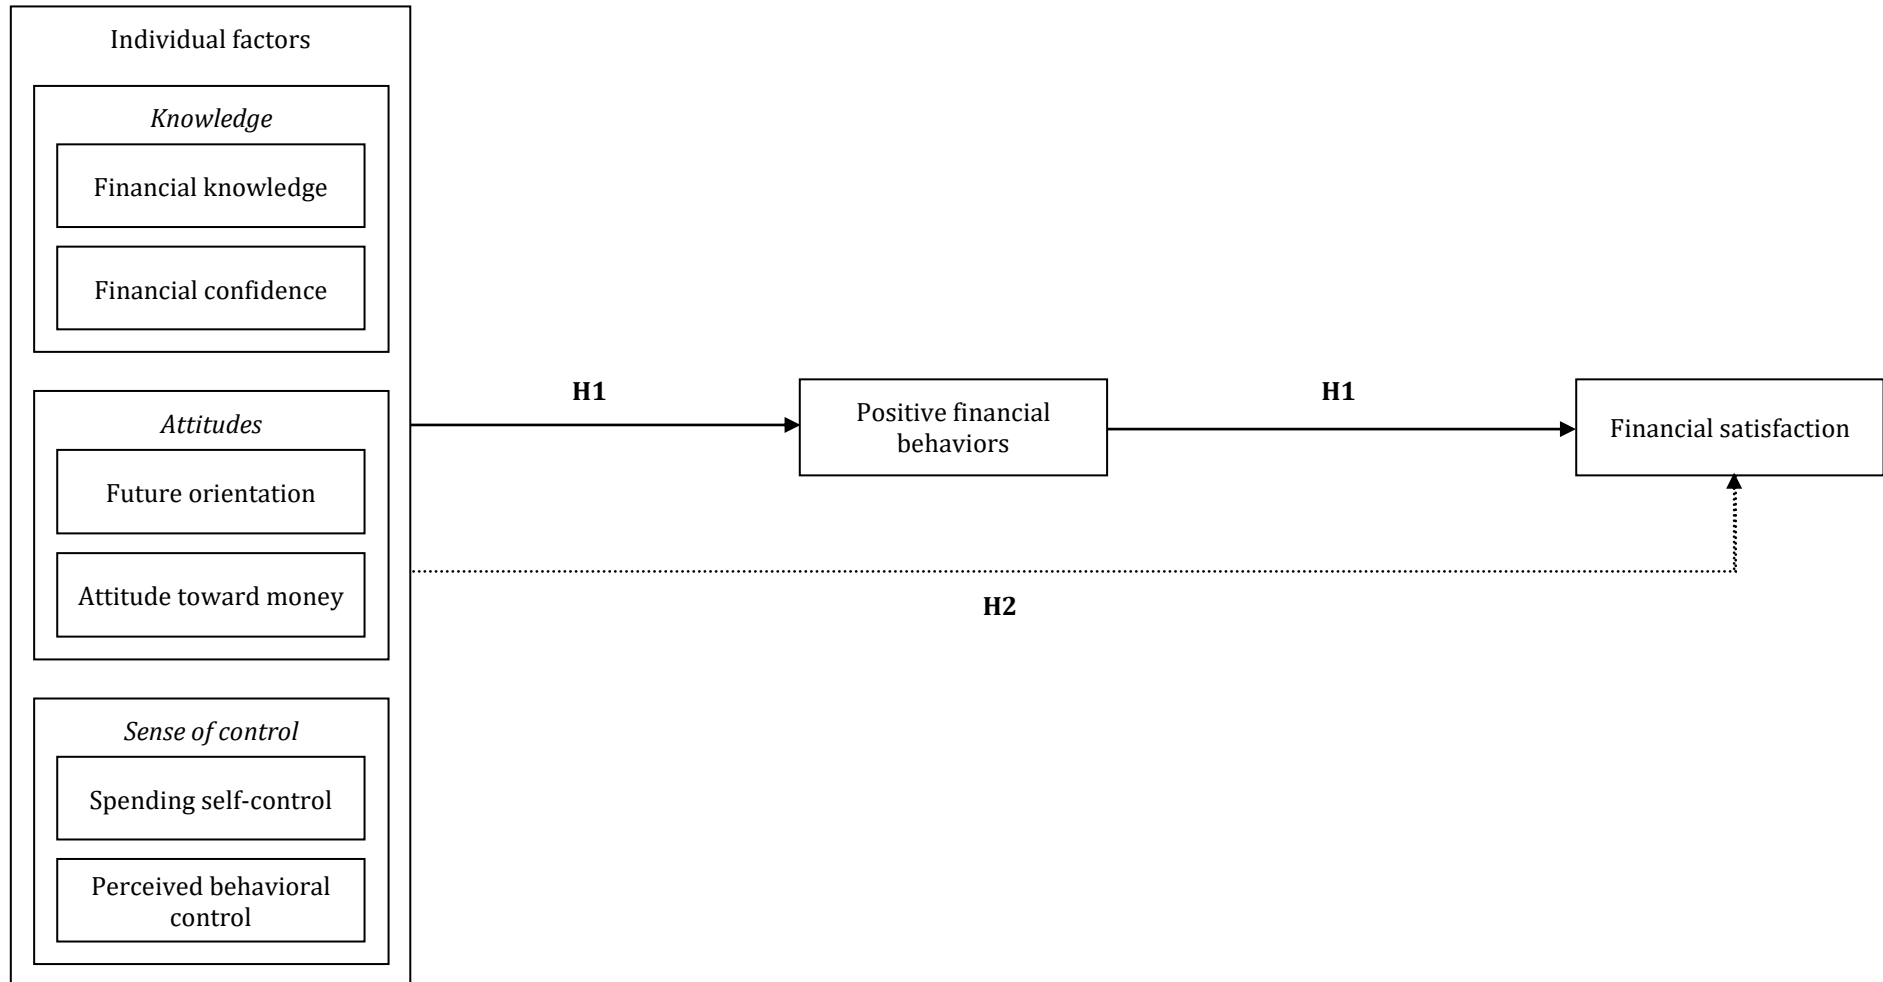 Individual factors
Knowledge
Financial knowledge
Financial confidence
Attitudes
Future orientation
Attitude toward money
Sense of control
Spending self-control
Perceived behavioral
control
H1
Positive financial
behaviors
H1
Financial satisfaction
H2